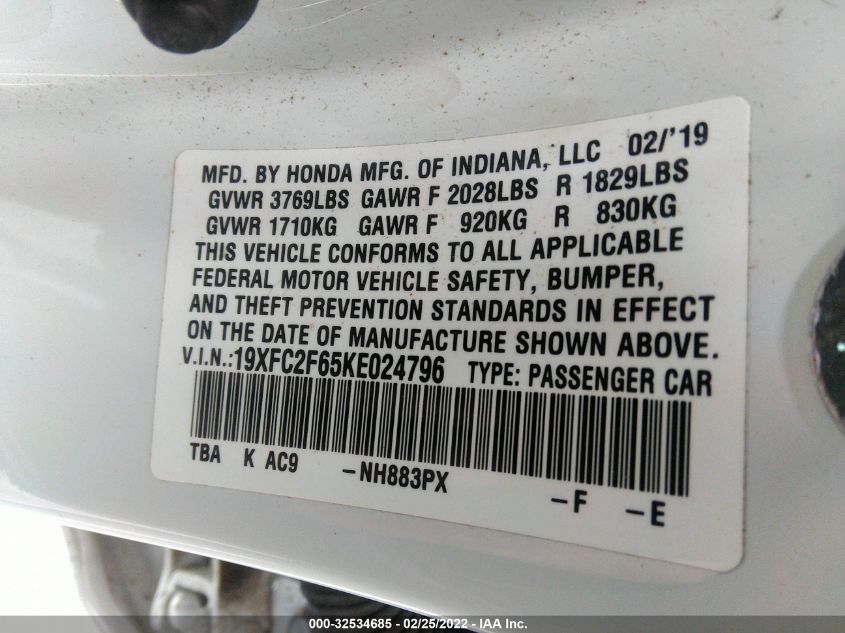 MFD. BY HONDA MFG. OF INDIANA, LLC 02/'19
GVWR 3769LBS GAWR F 2028LBS R 1829LBS
GVWR 1710KG GAWR F 920KG R 830KG
THIS VEHICLE CONFORMS TO ALL APPLICABLE
FEDERAL MOTOR VEHICLE SAFETY, BUMPER,
AND THEFT PREVENTION STANDARDS IN EFFECT
ON THE DATE OF MANUFACTURE SHOWN ABOVE.
V.I.N.:19XFC2F65KE024796 TYPE: PASSENGER CAR
TBA K AC9 –NH883PX –F –E
000-32534685 - 02/25/2022 - IAA Inc.